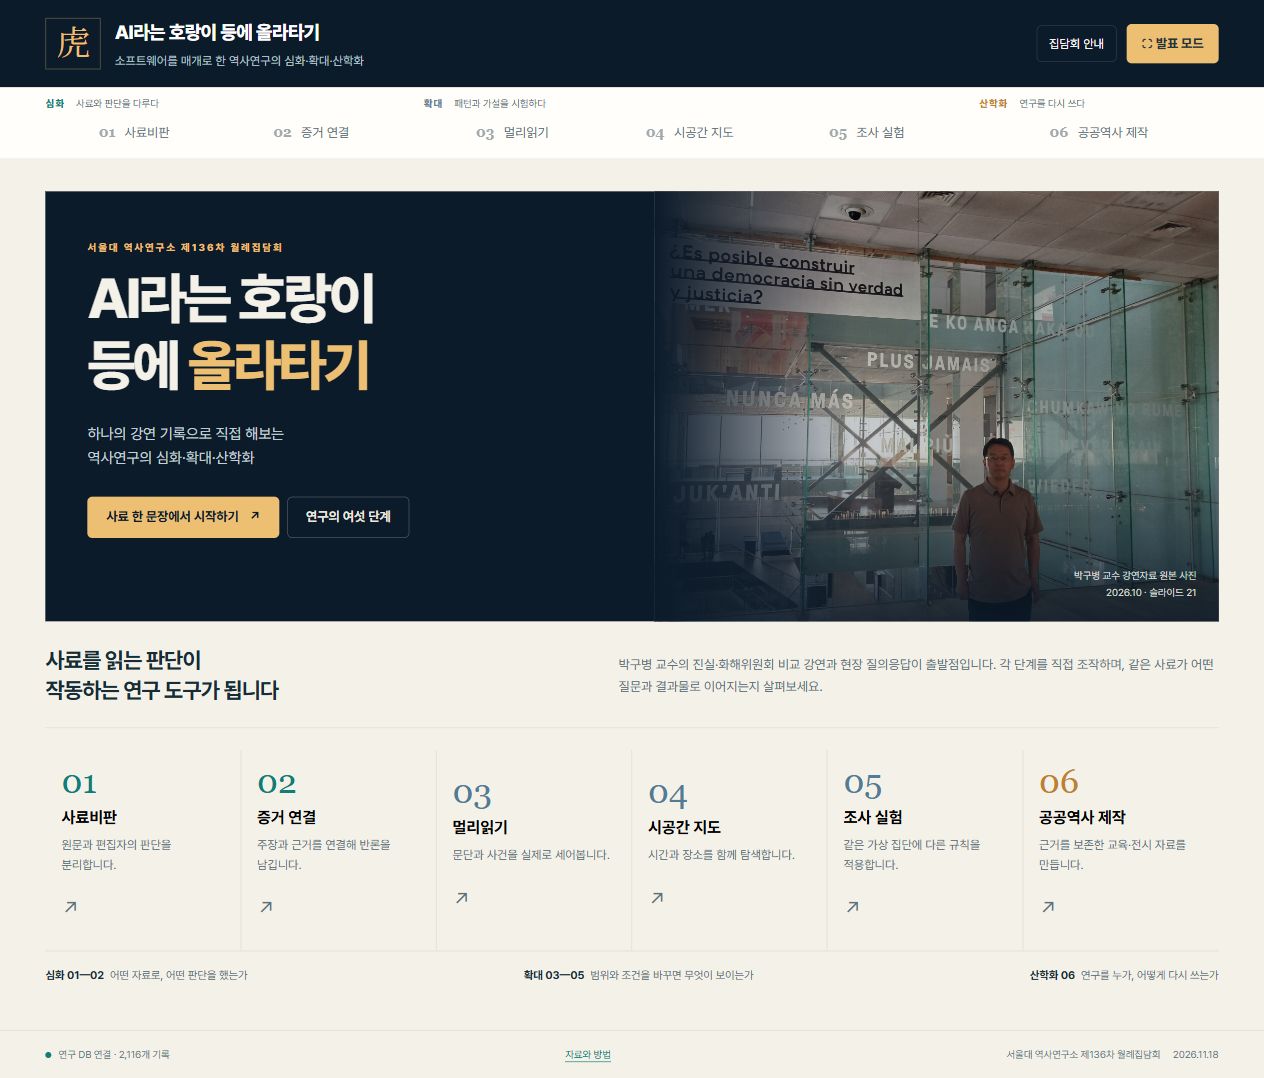 虎
AI라는 호랑이 등에 올라타기
소프트웨어를 매개로 한 역사연구의 심화·확대·산학화
집담회 안내
발표 모드
심화 사료와 판단을 다루다
확대 패턴과 가설을 시험하다
산학화 연구를 다시 쓰다
01 사료비판
02 증거 연결
03 멀리읽기
04 시공간 지도
05 조사 실험
06 공공역사 제작
서울대 역사연구소 제136차 월례집담회
AI라는 호랑이
등에 올라타기
하나의 강연 기록으로 직접 해보는
역사연구의 심화·확대·산학화
사료 한 문장에서 시작하기 ↗
연구의 여섯 단계
¿Es posible construir
una democracia sin verdad
y justicia?
E KO ANGA HAKA OU
PLUS JAMAIS
NUNCA MÁS
CHUMKAW NO RUME
MAI PIÙ
JUK'ANTI
WIEDER
박구병 교수 강연자료 원본 사진
2026.10 · 슬라이드 21
사료를 읽는 판단이
작동하는 연구 도구가 됩니다
박구병 교수의 진실·화해위원회 비교 강연과 현장 질의응답이 출발점입니다. 각 단계를 직접 조작하며, 같은 사료가 어떤
질문과 결과물로 이어지는지 살펴보세요.
01
사료비판
원문과 편집자의 판단을
분리합니다.
↗
02
증거 연결
주장과 근거를 연결해 반론을
남깁니다.
↗
03
멀리읽기
문단과 사건을 실제로 세어봅니다.
↗
04
시공간 지도
시간과 장소를 함께 탐색합니다.
↗
05
조사 실험
같은 가상 집단에 다른 규칙을
적용합니다.
↗
06
공공역사 제작
근거를 보존한 교육·전시 자료를
만듭니다.
↗
심화 01—02 어떤 자료로, 어떤 판단을 했는가
확대 03—05 범위와 조건을 바꾸면 무엇이 보이는가
산학화 06 연구를 누가, 어떻게 다시 쓰는가
연구 DB 연결 · 2,116개 기록
자료와 방법
서울대 역사연구소 제136차 월례집담회 2026.11.18